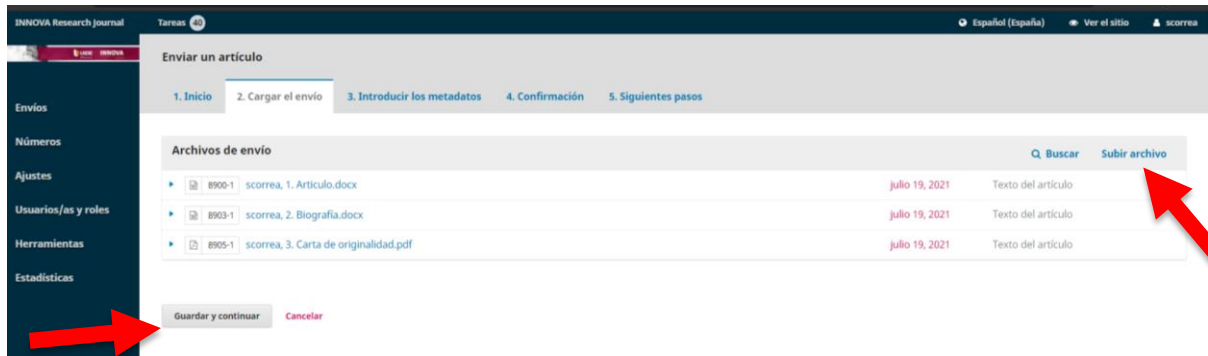 INNOVA Research Journal Tareas 40 Español (España) Ver el sitio scorrea
UIDE INNOVA
Enviar un artículo
1. Inicio 2. Cargar el envío 3. Introducir los metadatos 4. Confirmación 5. Siguientes pasos
Envíos
Números
Ajustes
Usuarios/as y roles
Herramientas
Estadísticas
Archivos de envío Buscar Subir archivo
8900-1 scorrea, 1. Articulo.docx julio 19, 2021 Texto del artículo
8903-1 scorrea, 2. Biografía.docx julio 19, 2021 Texto del artículo
8905-1 scorrea, 3. Carta de originalidad.pdf julio 19, 2021 Texto del artículo
Guardar y continuar Cancelar